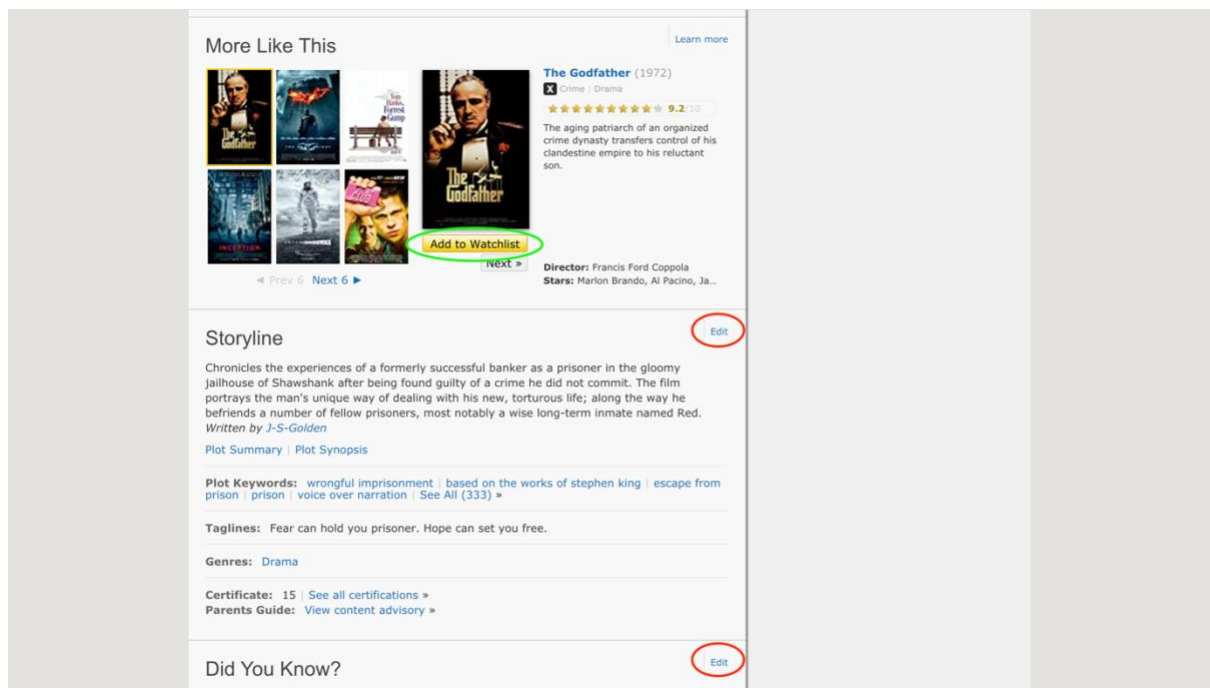 More Like This
Learn more
The Godfather
Forrest Gump
INCEPTION
◄ Prev 6 Next 6 ►
The Godfather
Add to Watchlist
Next »
The Godfather (1972)
X Crime | Drama
9.2/10
The aging patriarch of an organized
crime dynasty transfers control of his
clandestine empire to his reluctant
son.
Director: Francis Ford Coppola
Stars: Marlon Brando, Al Pacino, Ja...
Storyline
Edit
Chronicles the experiences of a formerly successful banker as a prisoner in the gloomy
jailhouse of Shawshank after being found guilty of a crime he did not commit. The film
portrays the man's unique way of dealing with his new, torturous life; along the way he
befriends a number of fellow prisoners, most notably a wise long-term inmate named Red.
Written by J-S-Golden
Plot Summary | Plot Synopsis
Plot Keywords: wrongful imprisonment | based on the works of stephen king | escape from
prison | prison | voice over narration | See All (333) »
Taglines: Fear can hold you prisoner. Hope can set you free.
Genres: Drama
Certificate: 15 | See all certifications »
Parents Guide: View content advisory »
Did You Know?
Edit